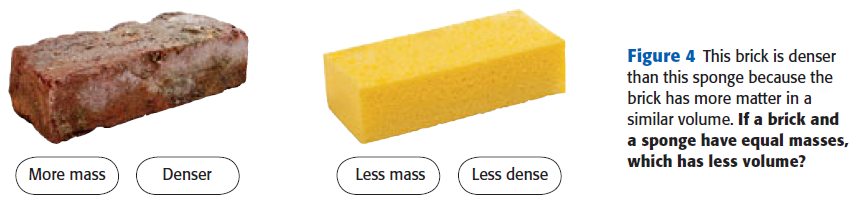 More mass
Denser
Less mass
Less dense
Figure 4 This brick is denser
than this sponge because the
brick has more matter in a
similar volume. If a brick and
a sponge have equal masses,
which has less volume?